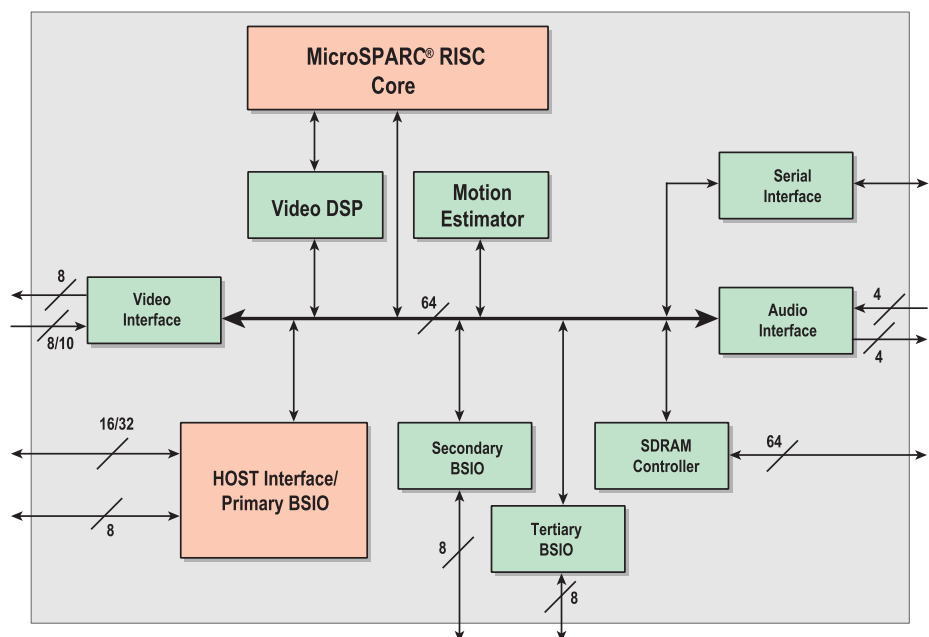 MicroSPARC® RISC
Core
Video DSP
Motion
Estimator
Serial
Interface
8
Video
Interface
8/10
64
Audio
Interface
4
4
16/32
HOST Interface/
Primary BSIO
8
Secondary
BSIO
8
SDRAM
Controller
64
Tertiary
BSIO
8